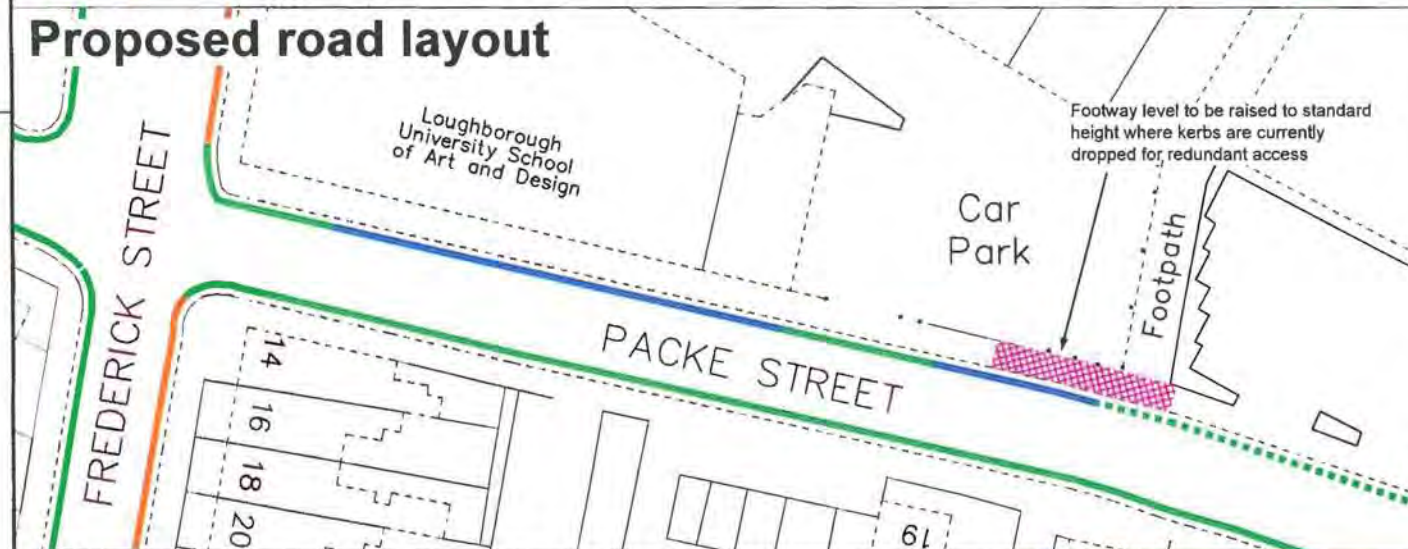 Proposed road layout
Loughborough
University School
of Art and Design
Footway level to be raised to standard
height where kerbs are currently
dropped for redundant access
Car
Park
Footpath
FREDERICK STREET
PACKE STREET
14
16
18
20
19